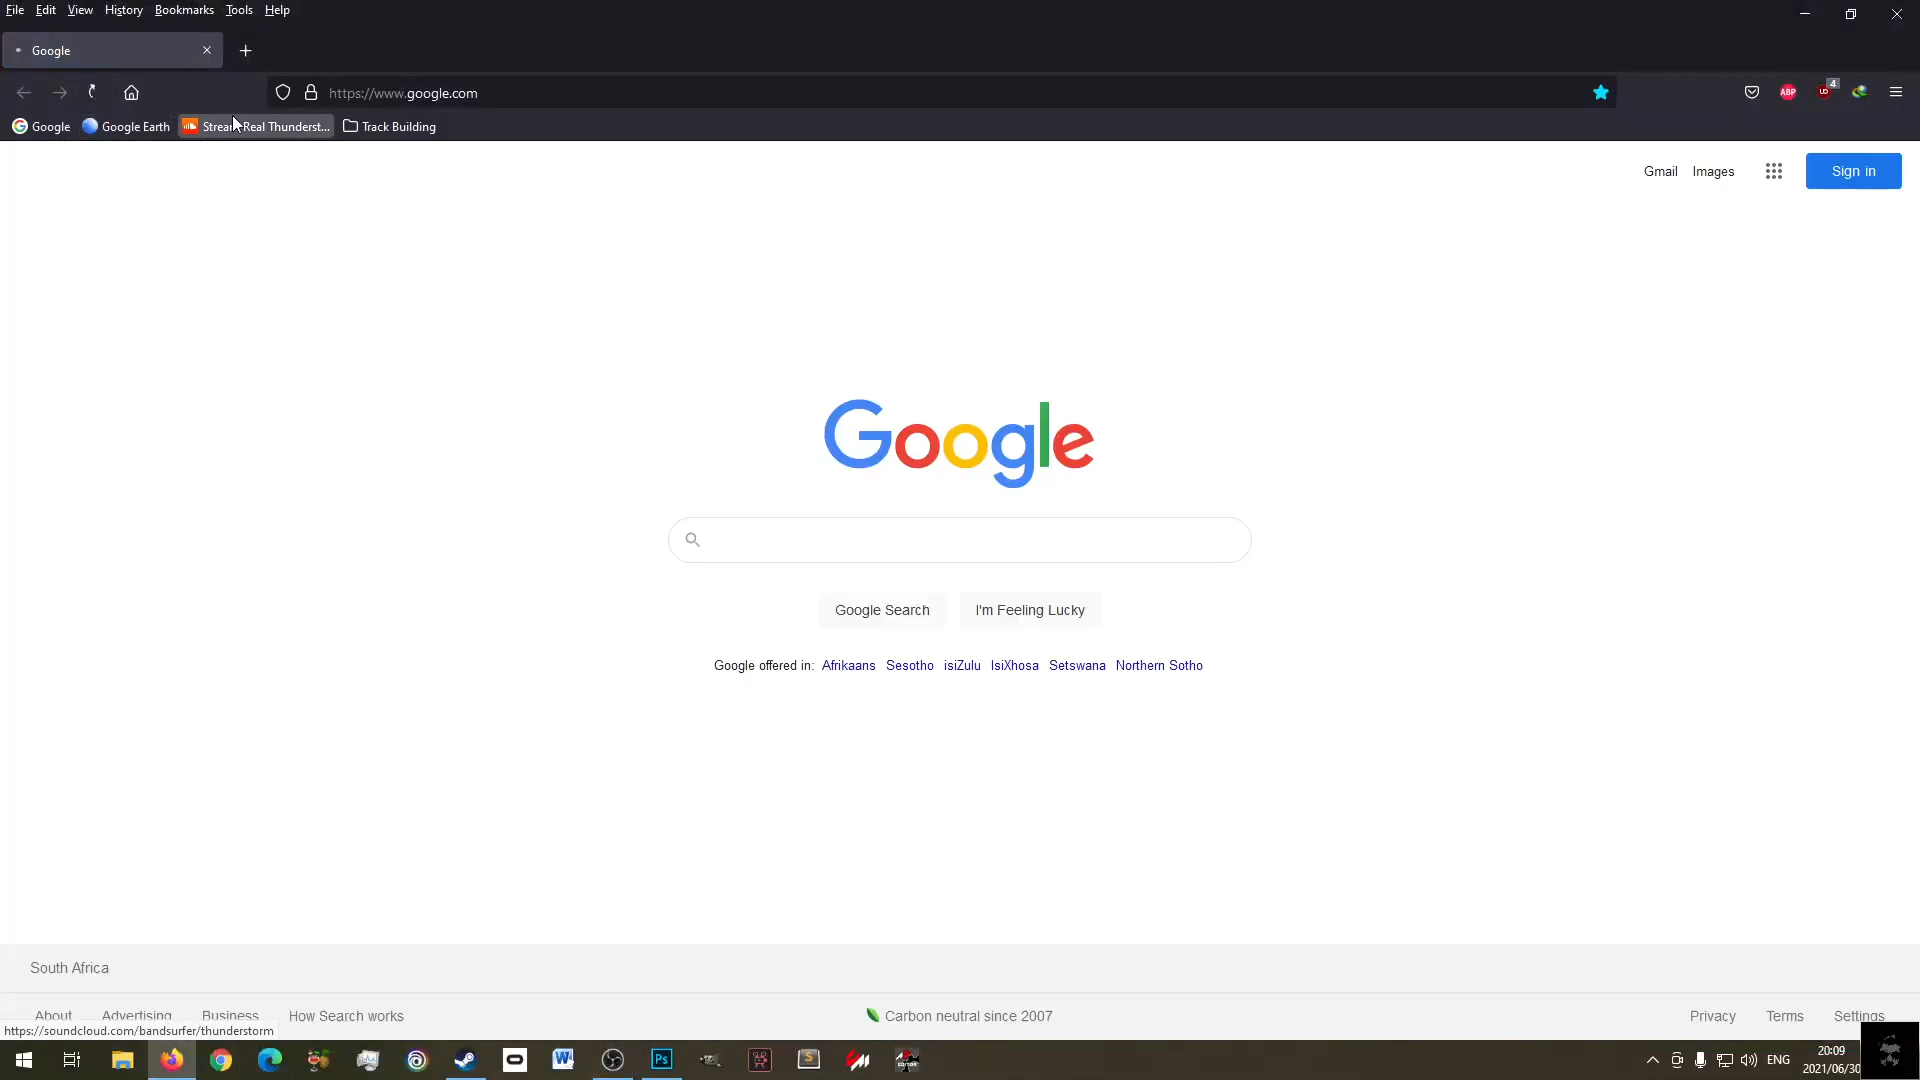 File Edit View History Bookmarks Tools Help
Google
https://www.google.com
ABP
4
Google Google Earth Stream Real Thunderst... Track Building
Gmail Images Sign in
Google
Google Search I'm Feeling Lucky
Google offered in: Afrikaans Sesotho isiZulu IsiXhosa Setswana Northern Sotho
South Africa
About Advertising Business How Search works Carbon neutral since 2007 Privacy Terms Settings
https://soundcloud.com/bandsurfer/thunderstorm
Ps
S
ENG
20:09
2021/06/30